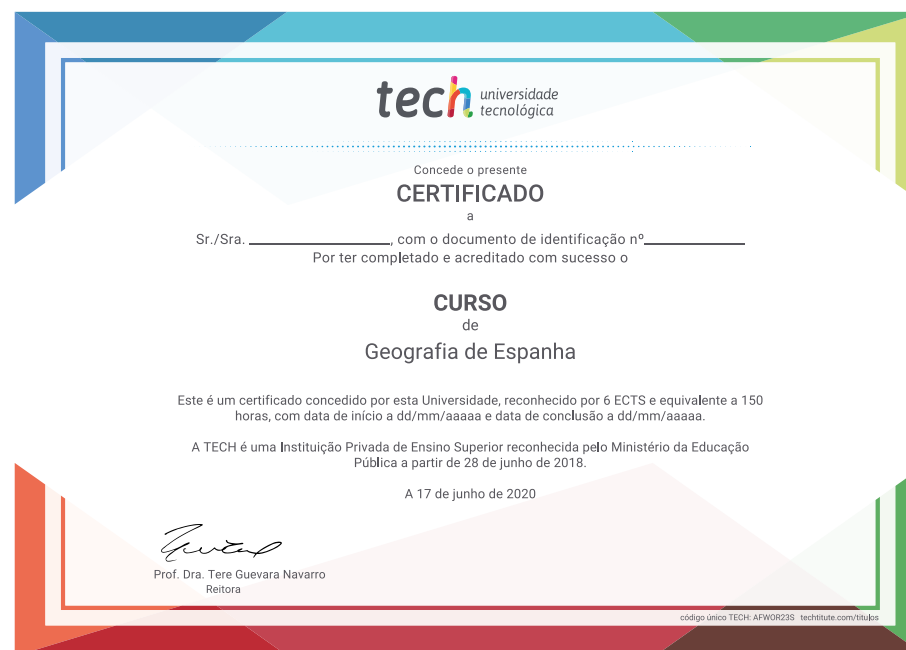 tech universidade
tecnológica
Concede o presente
CERTIFICADO
a
Sr./Sra. ____________________, com o documento de identificação nº______________
Por ter completado e acreditado com sucesso o
CURSO
de
Geografia de Espanha
Este é um certificado concedido por esta Universidade, reconhecido por 6 ECTS e equivalente a 150
horas, com data de início a dd/mm/aaaaa e data de conclusão a dd/mm/aaaaa.
A TECH é uma Instituição Privada de Ensino Superior reconhecida pelo Ministério da Educação
Pública a partir de 28 de junho de 2018.
A 17 de junho de 2020
Prof. Dra. Tere Guevara Navarro
Reitora
código único TECH: AFWOR23S techtitute.com/titulos